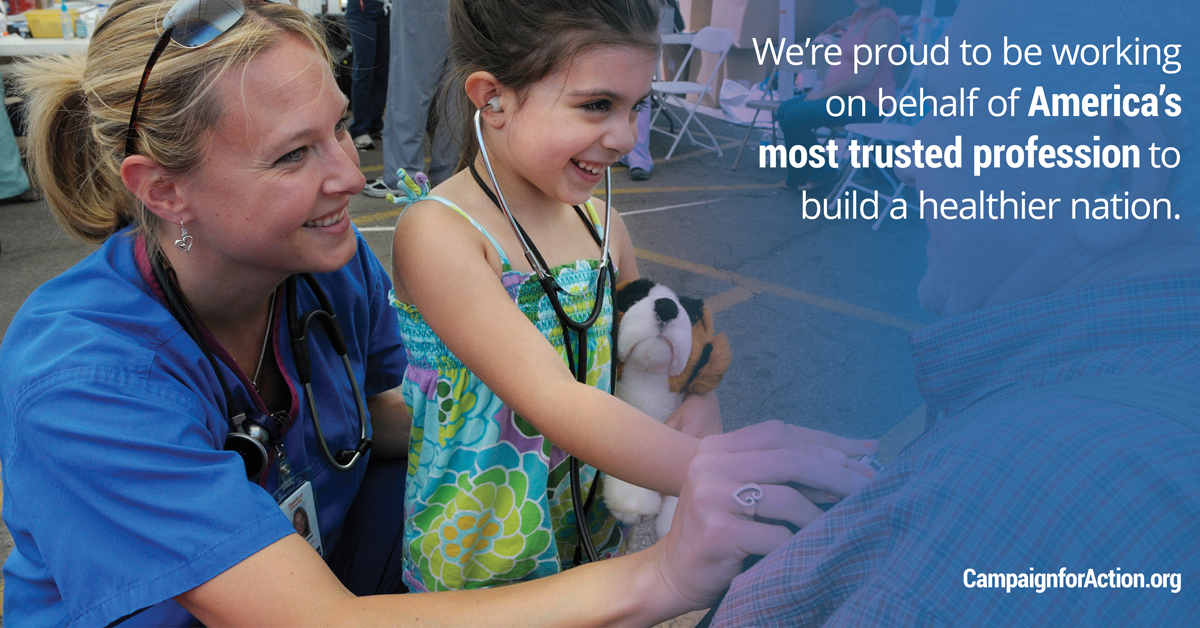 We’re proud to be working
on behalf of America’s
most trusted profession to
build a healthier nation.
CampaignforAction.org